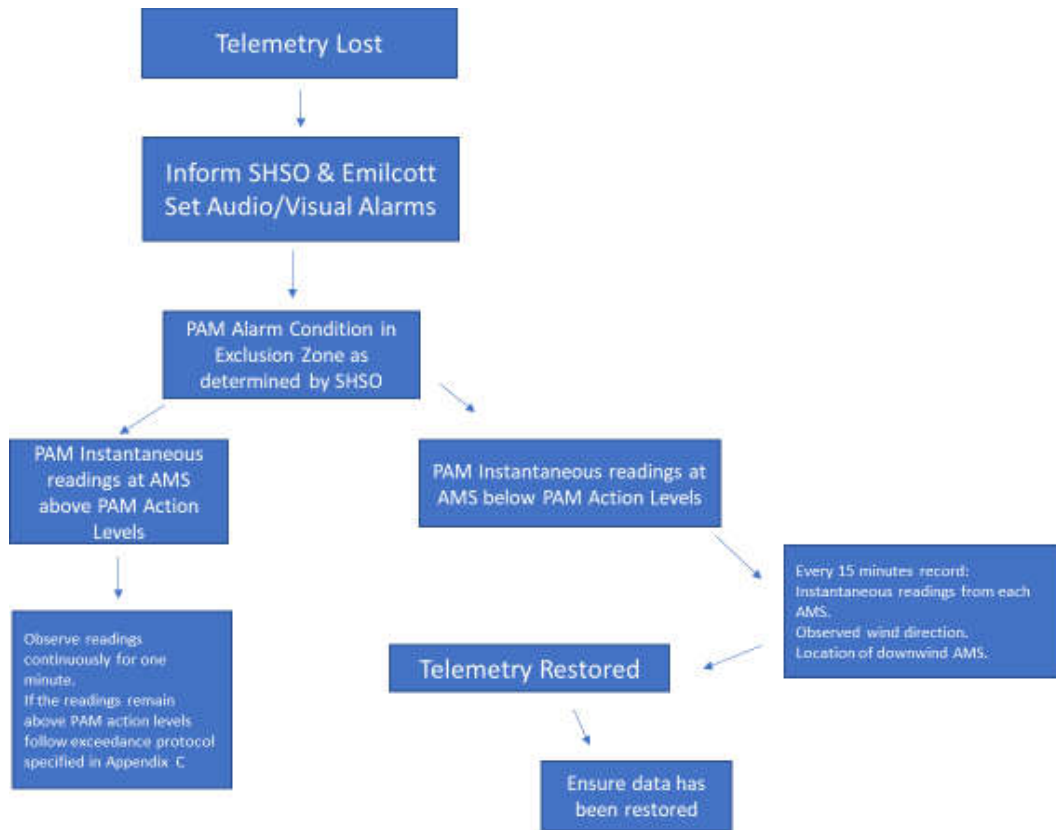 Telemetry Lost
Inform SHSO & Emilcott
Set Audio/Visual Alarms
PAM Alarm Condition in
Exclusion Zone as
determined by SHSO
PAM Instantaneous
readings at AMS
above PAM Action
Levels
PAM Instantaneous readings at
AMS below PAM Action Levels
Every 15 minutes record:
Instantaneous readings from each
AMS.
Observed wind direction.
Location of downwind AMS.
Observe readings
continuously for one
minute.
If the readings remain
above PAM action levels
follow exceedance protocol
specified in Appendix C
Telemetry Restored
Ensure data has
been restored